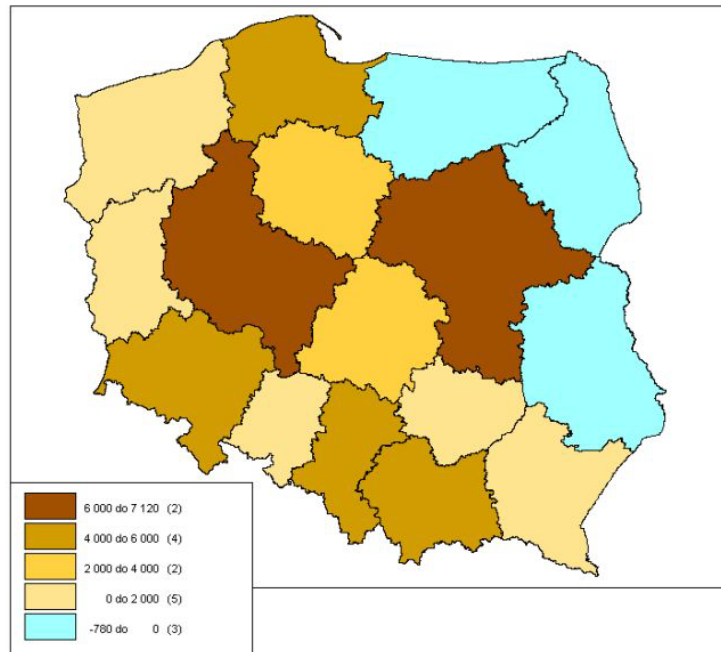 6 000 do 7 120 (2)
4 000 do 6 000 (4)
2 000 do 4 000 (2)
0 do 2 000 (5)
-780 do 0 (3)